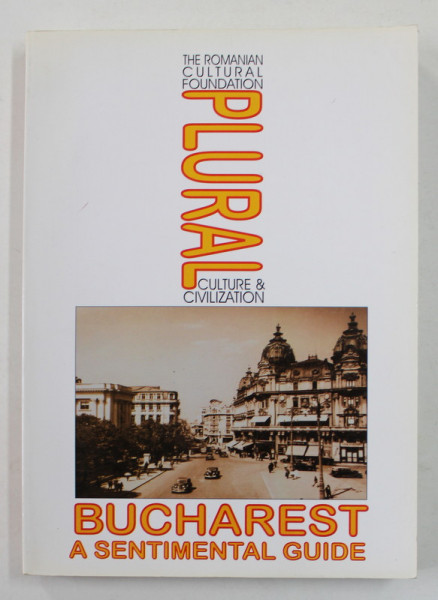 THE ROMANIAN
CULTURAL
FOUNDATION
PLURAL
CULTURE &
CIVILIZATION
BUCHAREST
A SENTIMENTAL GUIDE